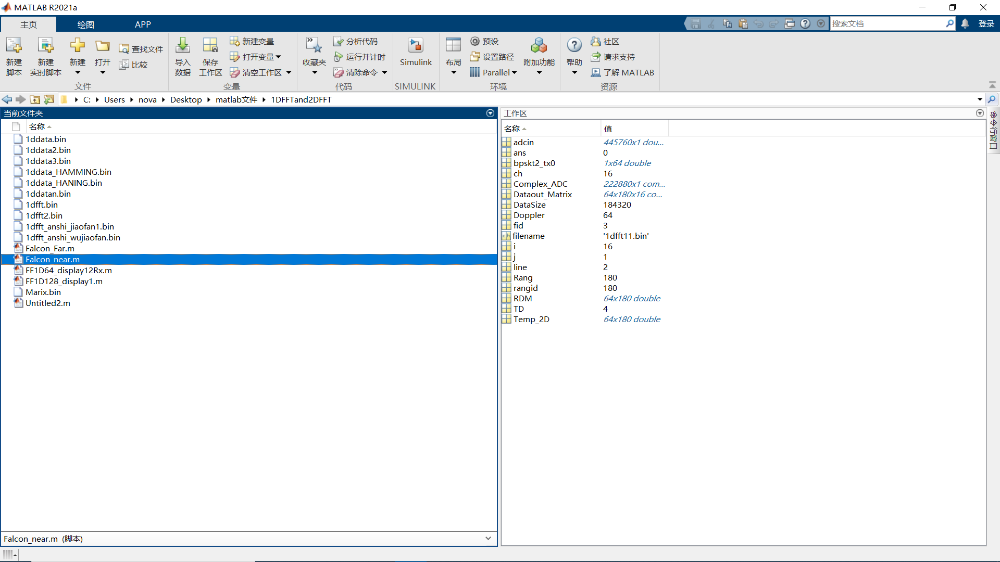 MATLAB R2021a
主页 绘图 APP
搜索文档 登录
新建脚本
新建实时脚本
新建
打开
查找文件
比较
文件
导入数据
保存工作区
新建变量
打开变量
清空工作区
变量
收藏夹
分析代码
运行并计时
清除命令
代码
Simulink
SIMULINK
布局
预设
设置路径
Parallel
附加功能
环境
帮助
社区
请求支持
了解 MATLAB
资源
C: Users nova Desktop matlab文件 1DFFTand2DFFT
当前文件夹
名称
1ddata.bin
1ddata2.bin
1ddata3.bin
1ddata_HAMMING.bin
1ddata_HANING.bin
1ddatan.bin
1dfft.bin
1dfft2.bin
1dfft_anshi_jiaofan1.bin
1dfft_anshi_wujiaofan.bin
Falcon_Far.m
Falcon_near.m
FF1D64_display12Rx.m
FF1D128_display1.m
Marix.bin
Untitled2.m
Falcon_near.m (脚本)
工作区
名称 值
adcin 445760x1 dou...
ans 0
bpskt2_tx0 1x64 double
ch 16
Complex_ADC 222880x1 com...
Dataout_Matrix 64x180x16 co...
DataSize 184320
Doppler 64
fid 3
filename '1dfft11.bin'
i 16
j 1
line 2
Rang 180
rangid 180
RDM 64x180 double
TD 4
Temp_2D 64x180 double
命令行窗口